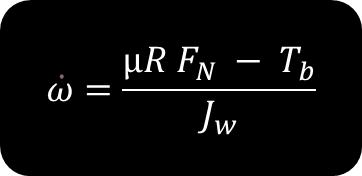 ω̇ = (μR F_N − T_b) / J_w